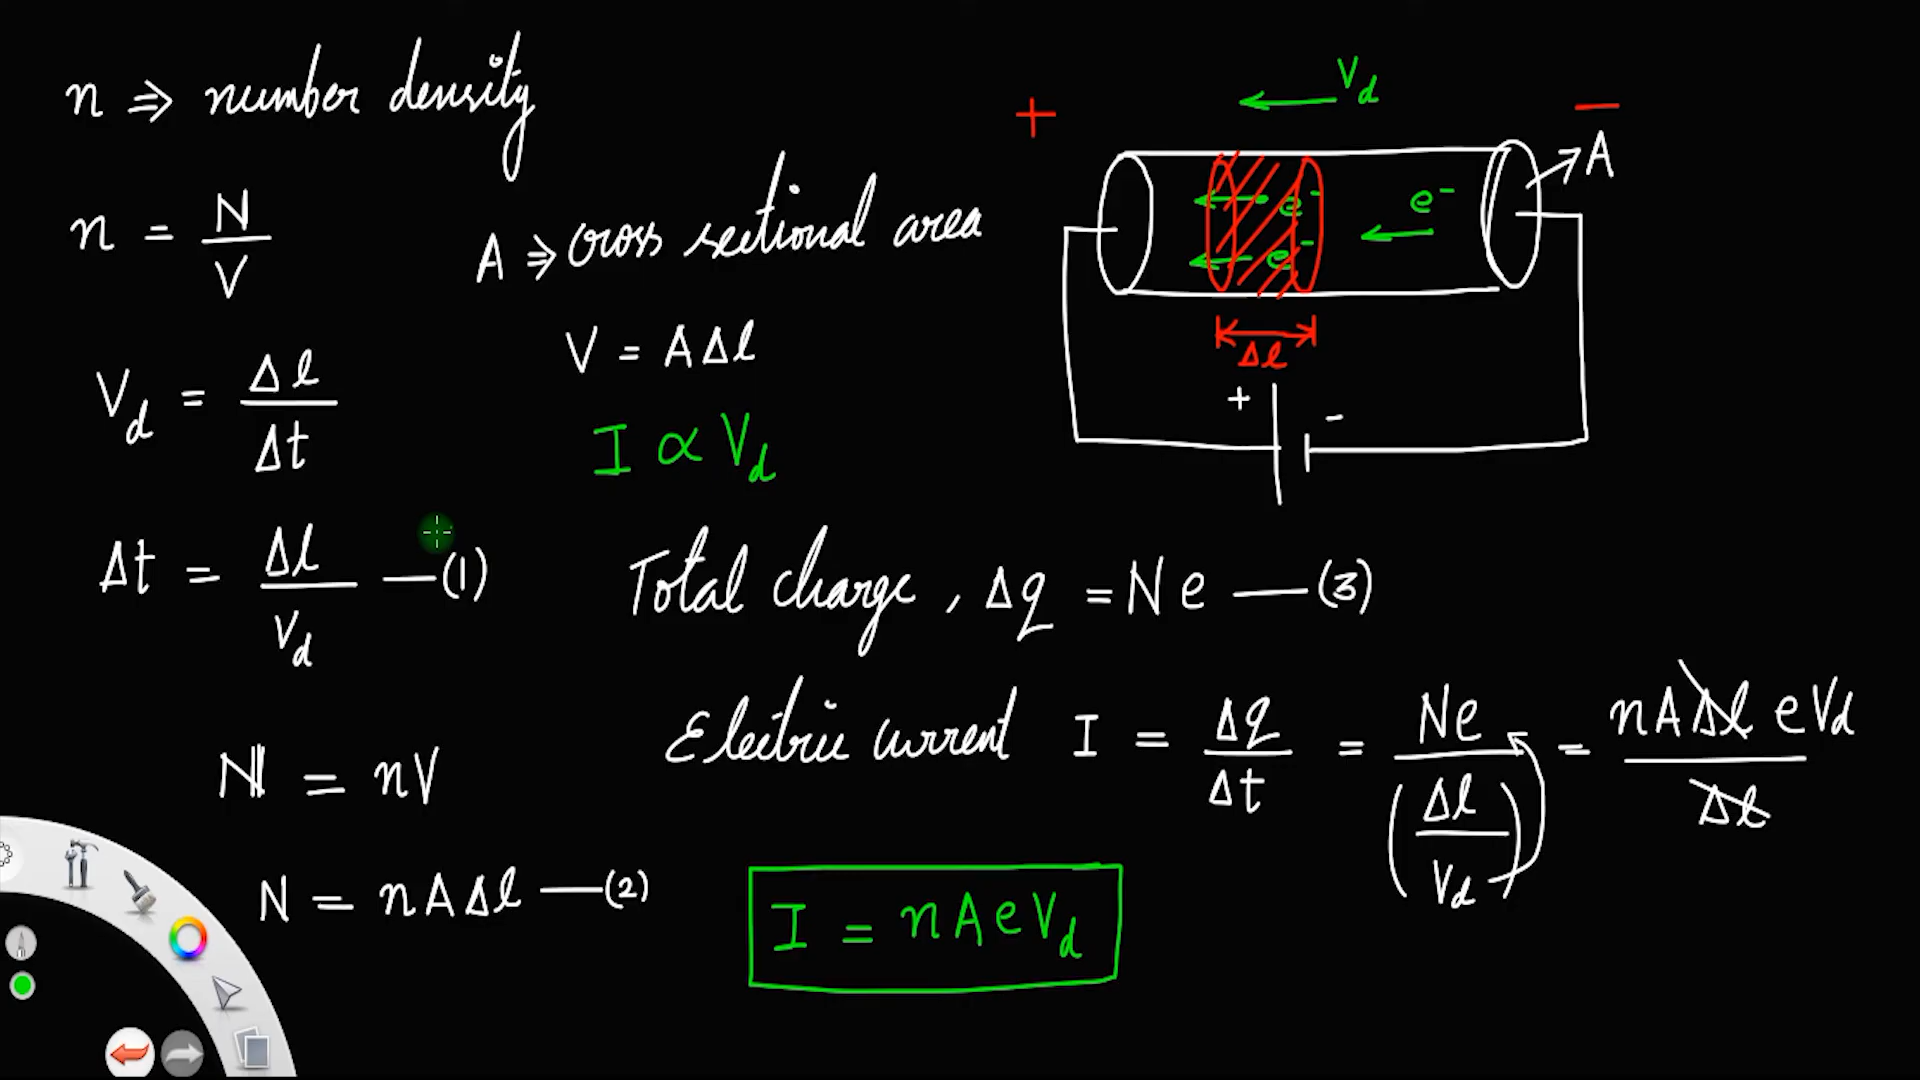 n ⇒ number density
n = N/V
A ⇒ cross sectional area
V_d = Δl/Δt
V = AΔl
I ∝ V_d
Δt = Δl/V_d —(1)
N = nV
N = nAΔl —(2)
+
←V_d
−
A
e⁻
e⁻
e⁻
Δl
+
-
Total charge, Δq = Ne —(3)
Electric current I = Δq/Δt = Ne/(Δl/V_d) = nAΔl eV_d/Δl
I = nAeV_d